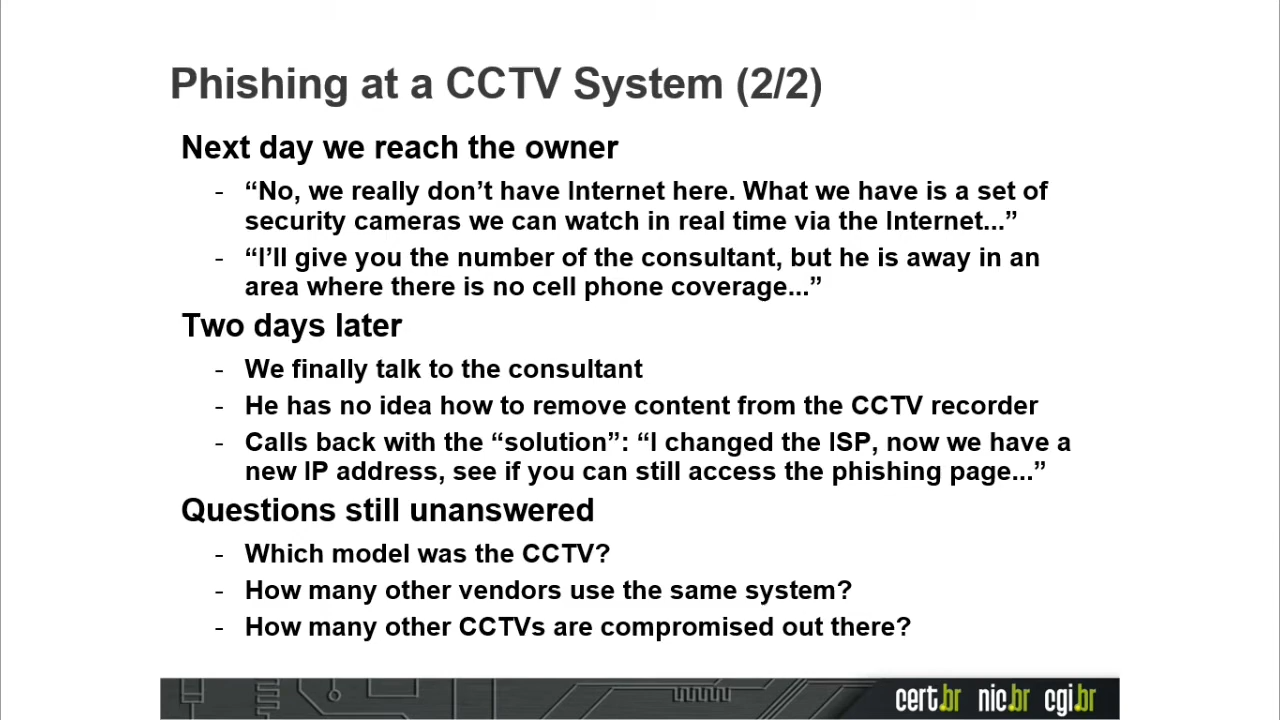 Phishing at a CCTV System (2/2)
Next day we reach the owner
- “No, we really don’t have Internet here. What we have is a set of
security cameras we can watch in real time via the Internet...”
- “I’ll give you the number of the consultant, but he is away in an
area where there is no cell phone coverage...”
Two days later
- We finally talk to the consultant
- He has no idea how to remove content from the CCTV recorder
- Calls back with the “solution”: “I changed the ISP, now we have a
new IP address, see if you can still access the phishing page...”
Questions still unanswered
- Which model was the CCTV?
- How many other vendors use the same system?
- How many other CCTVs are compromised out there?
cert.br nic.br cgi.br